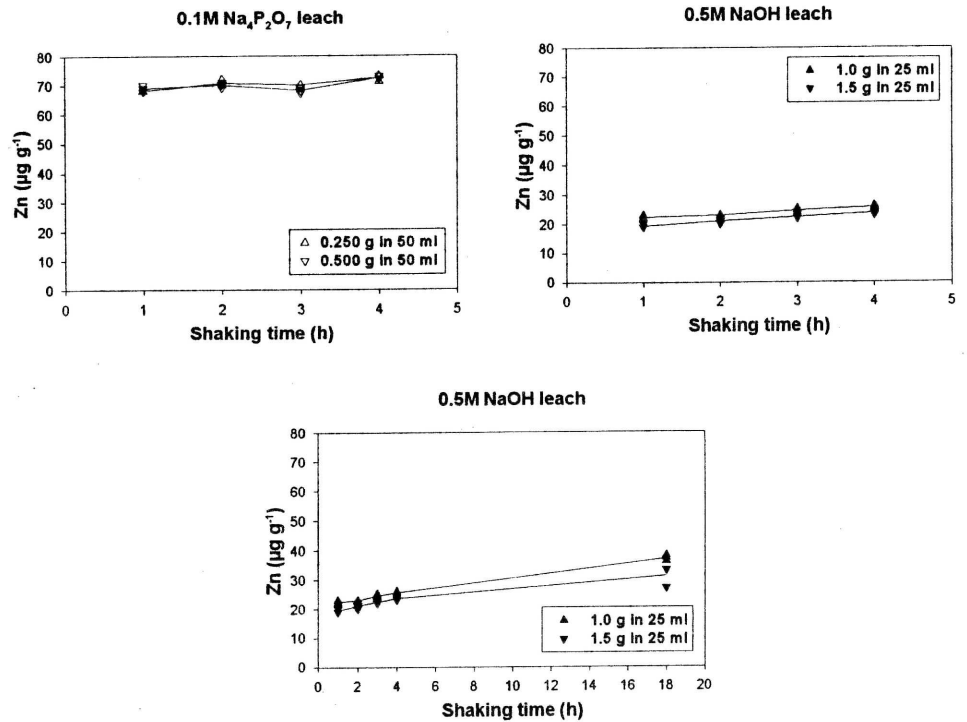 0.1M Na₄P₂O₇ leach
Zn (µg g⁻¹)
80
70
60
50
40
30
20
10
0
0.250 g in 50 ml
0.500 g in 50 ml
0 1 2 3 4 5
Shaking time (h)
0.5M NaOH leach
Zn (µg g⁻¹)
80
70
60
50
40
30
20
10
0
1.0 g in 25 ml
1.5 g in 25 ml
0 1 2 3 4 5
Shaking time (h)
0.5M NaOH leach
Zn (µg g⁻¹)
80
70
60
50
40
30
20
10
0
1.0 g in 25 ml
1.5 g in 25 ml
0 2 4 6 8 10 12 14 16 18 20
Shaking time (h)